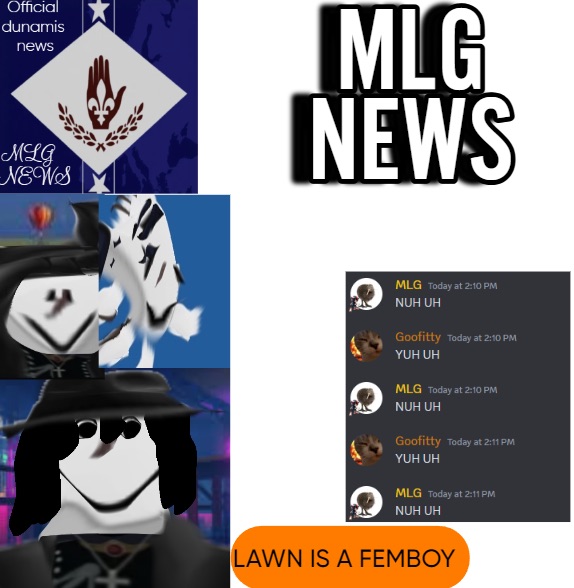 Official
dunamis
news
MLG
NEWS
MLG
NEWS
MLG Today at 2:10 PM
NUH UH
Goofitty Today at 2:10 PM
YUH UH
MLG Today at 2:10 PM
NUH UH
Goofitty Today at 2:11 PM
YUH UH
MLG Today at 2:11 PM
NUH UH
LAWN IS A FEMBOY